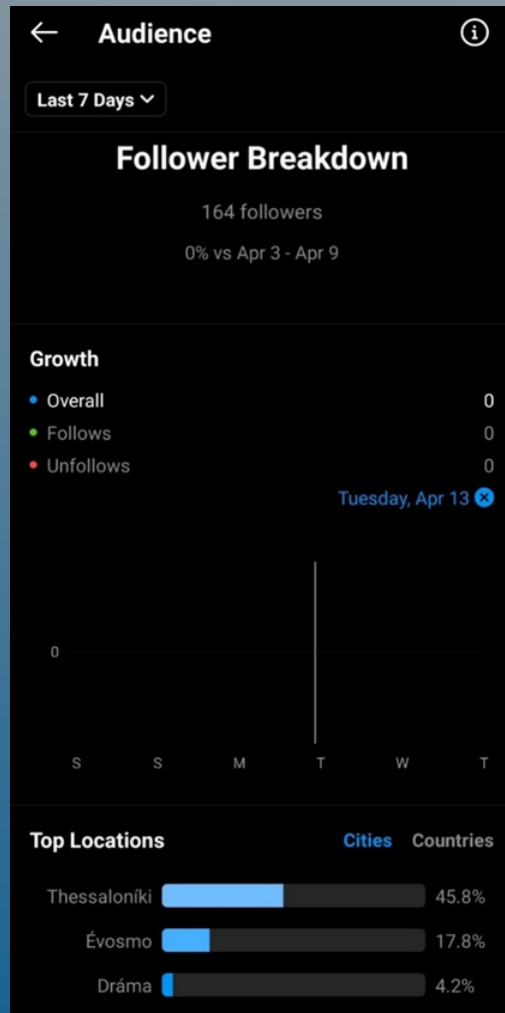 Audience
Last 7 Days
Follower Breakdown
164 followers
0% vs Apr 3 - Apr 9
Growth
Overall 0
Follows 0
Unfollows 0
Tuesday, Apr 13
0
S S M T W T
Top Locations Cities Countries
Thessaloníki 45.8%
Évosmo 17.8%
Dráma 4.2%